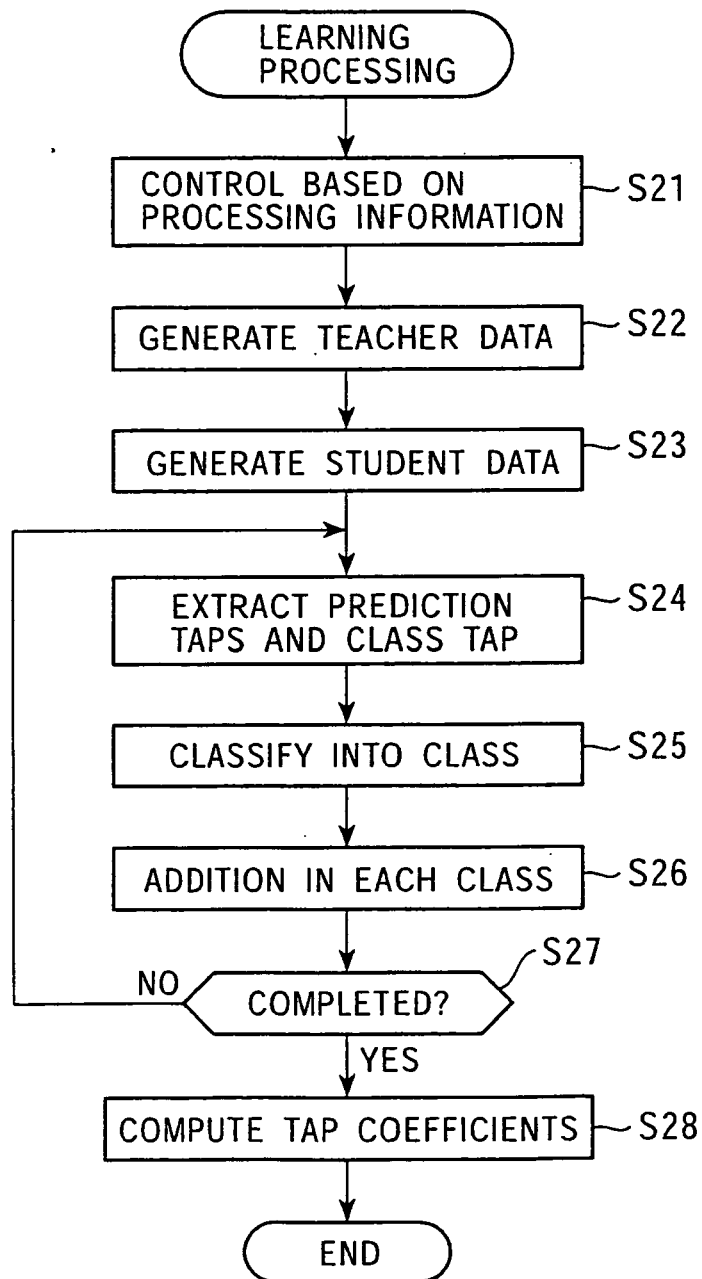 LEARNING
PROCESSING
CONTROL BASED ON
PROCESSING INFORMATION
S21
GENERATE TEACHER DATA
S22
GENERATE STUDENT DATA
S23
EXTRACT PREDICTION
TAPS AND CLASS TAP
S24
CLASSIFY INTO CLASS
S25
ADDITION IN EACH CLASS
S26
S27
NO
COMPLETED?
YES
COMPUTE TAP COEFFICIENTS
S28
END